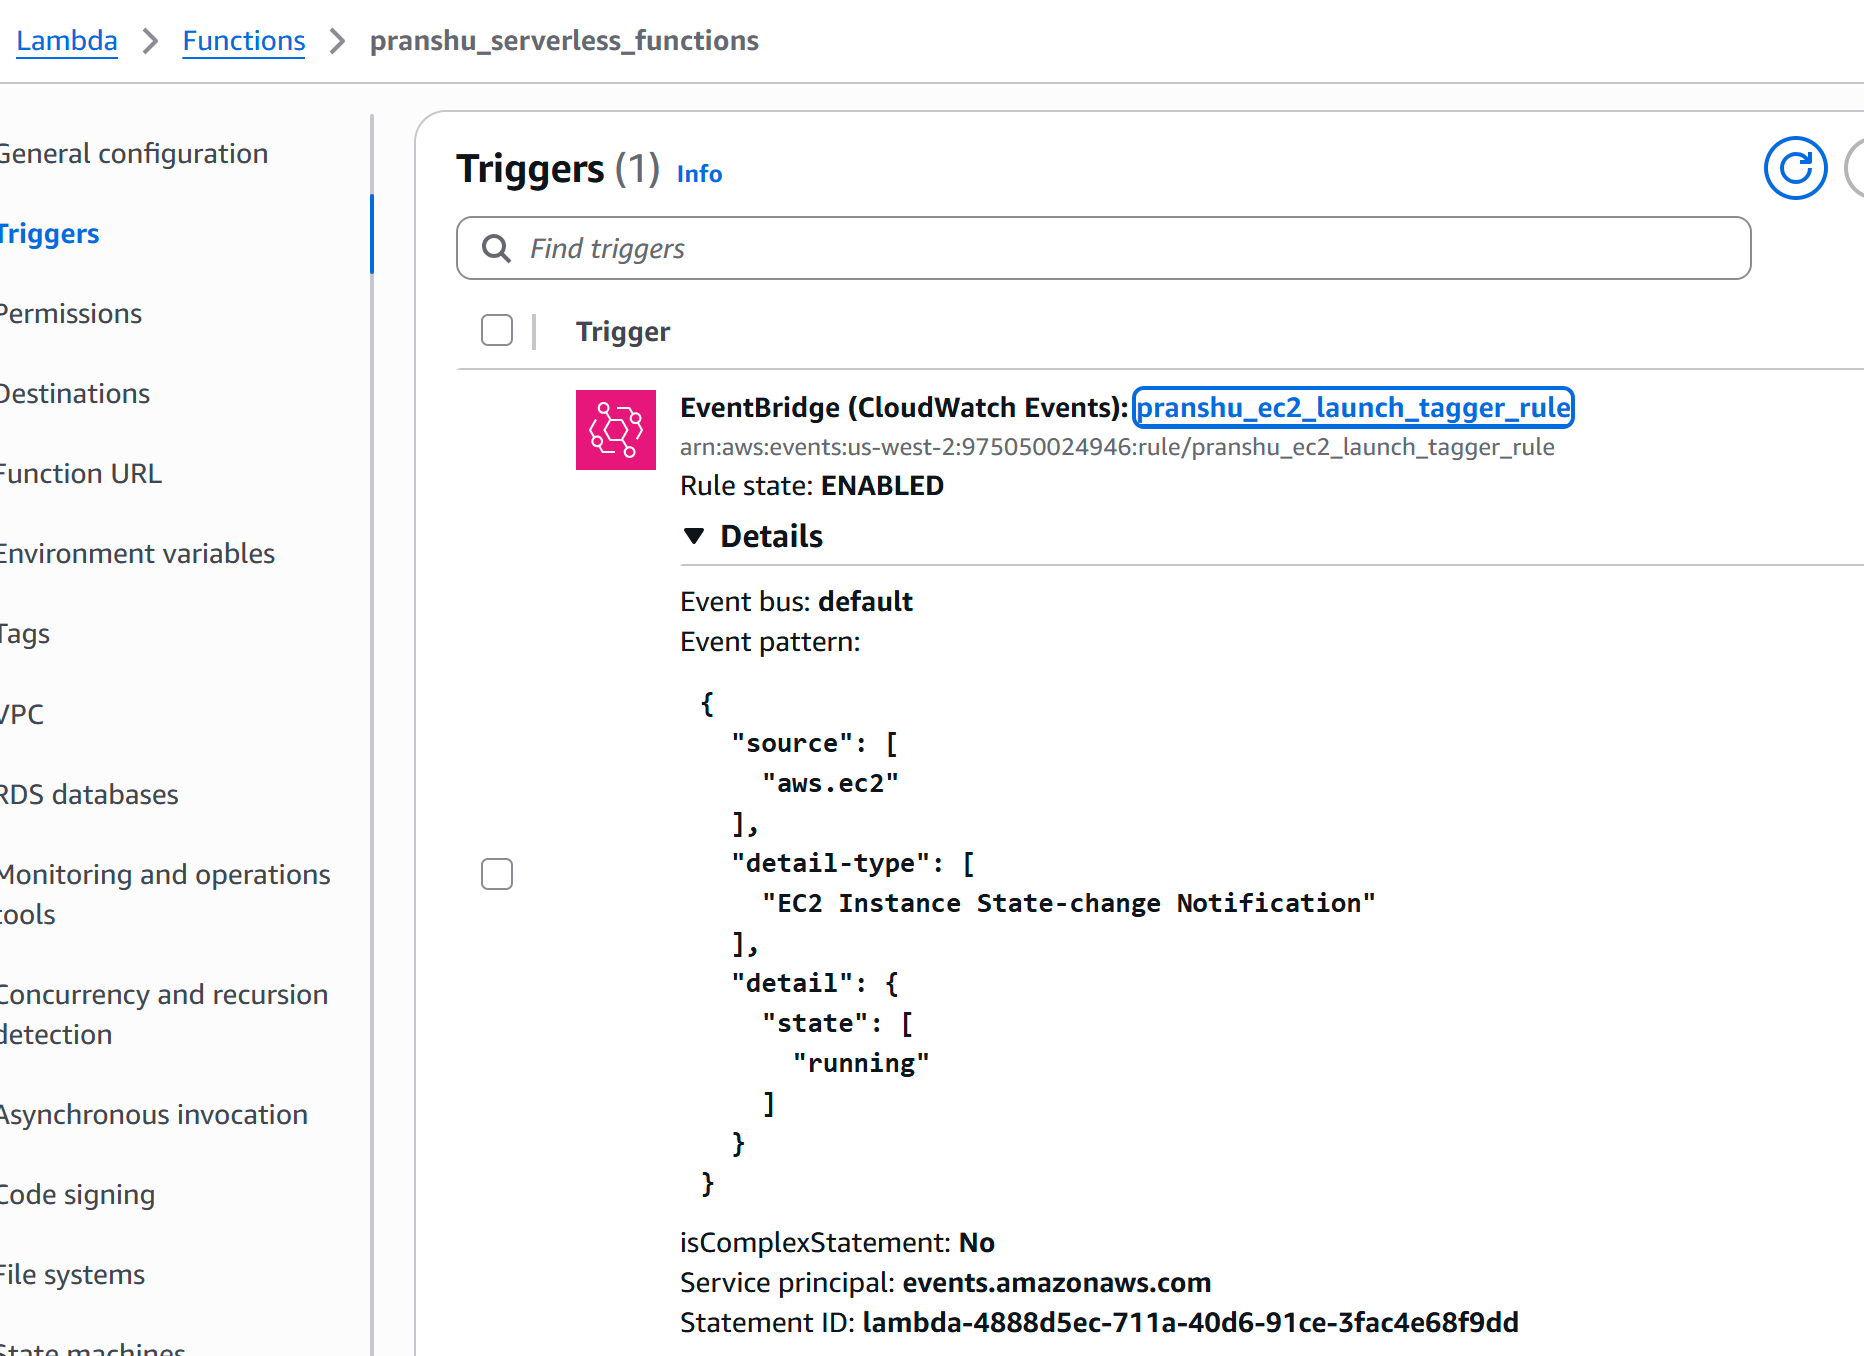 Lambda > Functions > pranshu_serverless_functions
General configuration
Triggers
Permissions
Destinations
Function URL
Environment variables
Tags
VPC
RDS databases
Monitoring and operations
tools
Concurrency and recursion
detection
Asynchronous invocation
Code signing
File systems
State machines
Triggers (1) Info
Find triggers
Trigger
EventBridge (CloudWatch Events): pranshu_ec2_launch_tagger_rule
arn:aws:events:us-west-2:975050024946:rule/pranshu_ec2_launch_tagger_rule
Rule state: ENABLED
▼ Details
Event bus: default
Event pattern:
{
  "source": [
    "aws.ec2"
  ],
  "detail-type": [
    "EC2 Instance State-change Notification"
  ],
  "detail": {
    "state": [
      "running"
    ]
  }
}
isComplexStatement: No
Service principal: events.amazonaws.com
Statement ID: lambda-4888d5ec-711a-40d6-91ce-3fac4e68f9dd